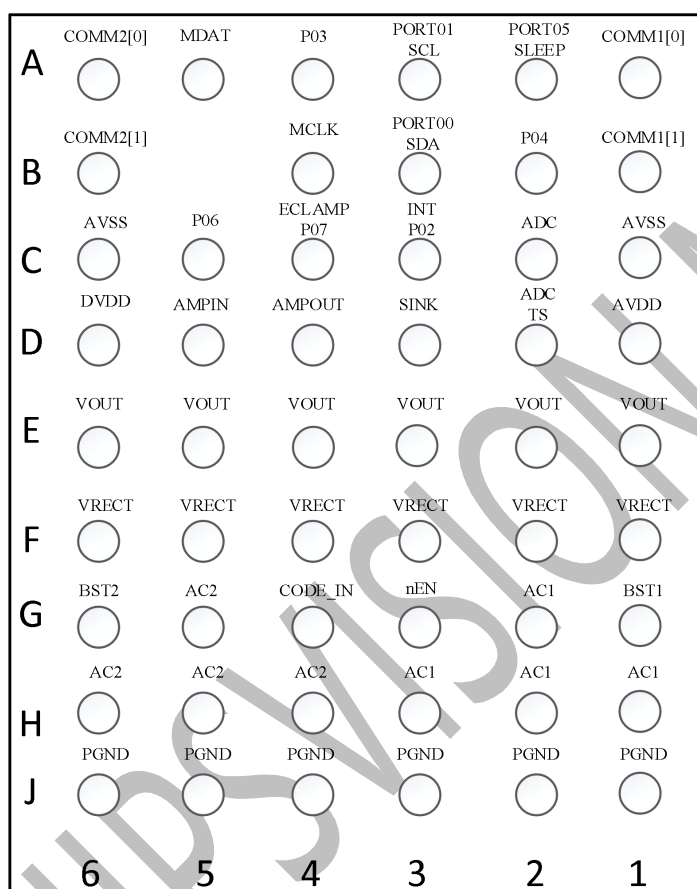 COMM2[0] MDAT P03 PORT01 SCL PORT05 SLEEP COMM1[0]
A
COMM2[1] MCLK PORT00 SDA P04 COMM1[1]
B
AVSS P06 ECLAMP P07 INT P02 ADC AVSS
C
DVDD AMPIN AMPOUT SINK ADC TS AVDD
D
VOUT VOUT VOUT VOUT VOUT VOUT
E
VRECT VRECT VRECT VRECT VRECT VRECT
F
BST2 AC2 CODE_IN nEN AC1 BST1
G
AC2 AC2 AC2 AC1 AC1 AC1
H
PGND PGND PGND PGND PGND PGND
J
6 5 4 3 2 1